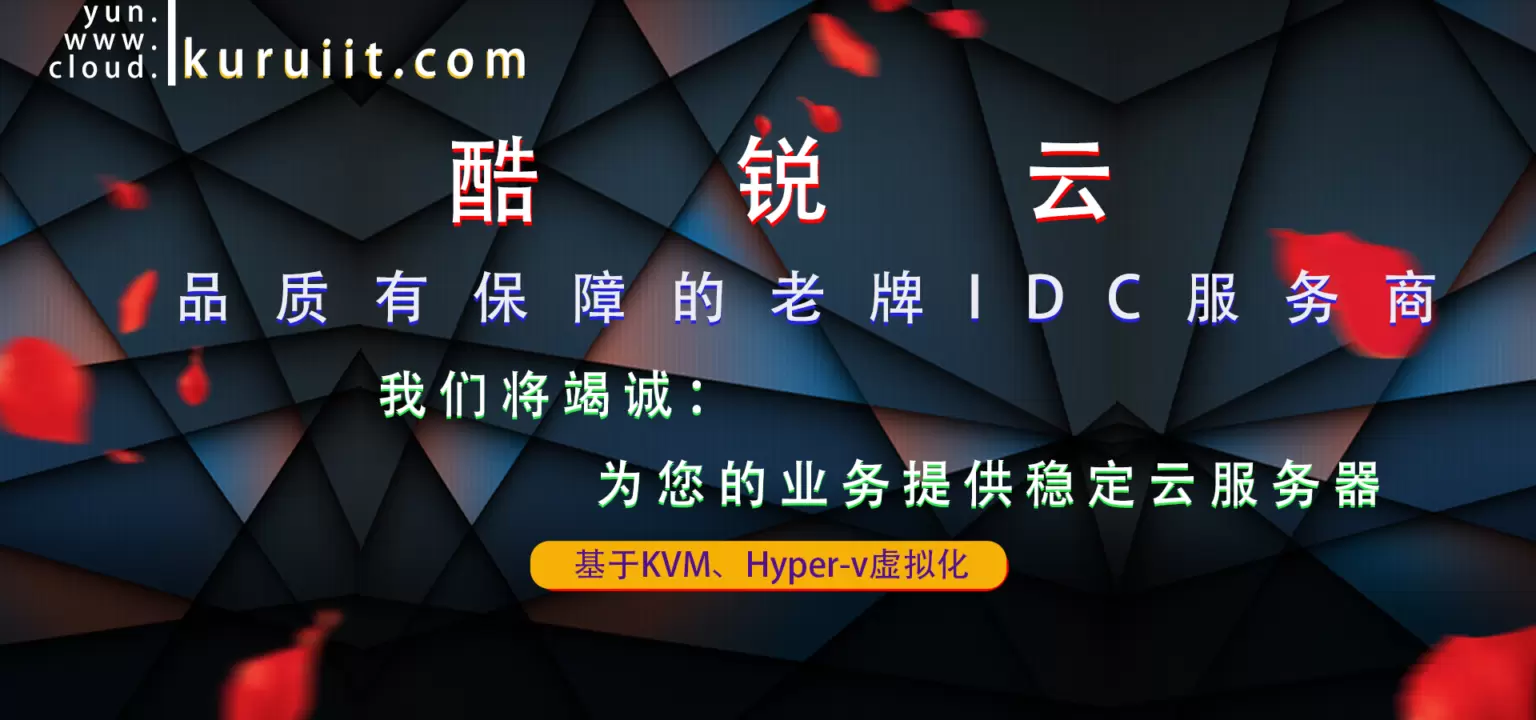 yun.
www.
cloud.
kuruiit.com
酷锐云
品质有保障的老牌IDC服务商
我们将竭诚：
为您的业务提供稳定云服务器
基于KVM、Hyper-v虚拟化